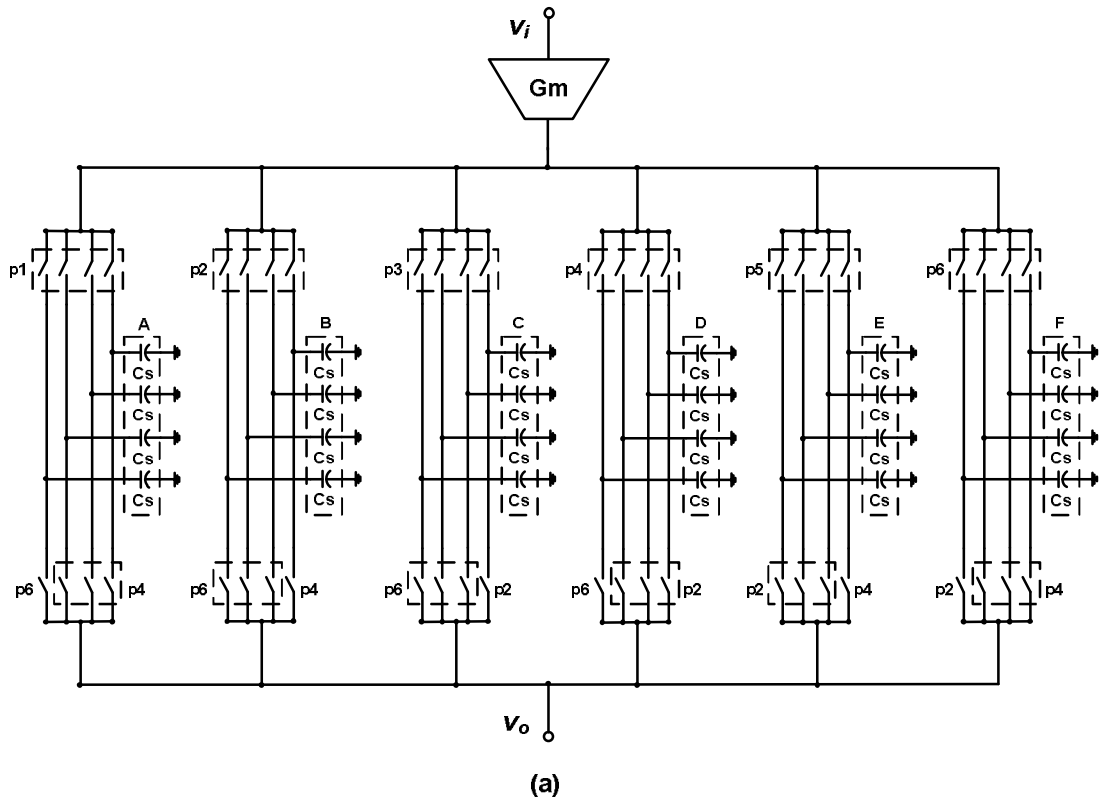 Vi
Gm
p1 p2 p3 p4 p5 p6
A B C D E F
Cs Cs Cs Cs Cs Cs
Cs Cs Cs Cs Cs Cs
Cs Cs Cs Cs Cs Cs
Cs Cs Cs Cs Cs Cs
p6 p4 p6 p4 p6 p2 p6 p2 p2 p4 p2 p4
Vo
(a)